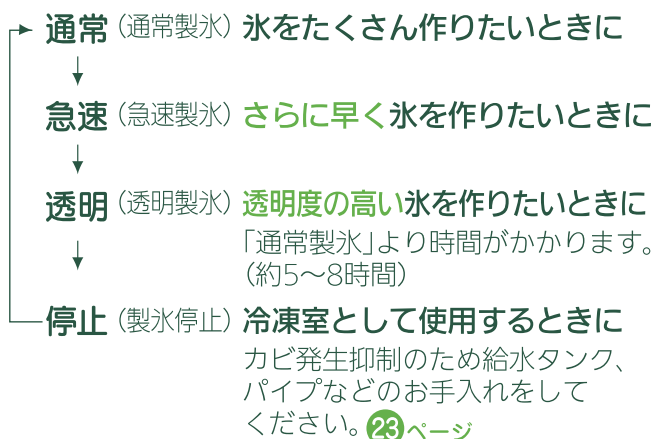 通常（通常製氷）氷をたくさん作りたいときに
急速（急速製氷）さらに早く氷を作りたいときに
透明（透明製氷）透明度の高い氷を作りたいときに
「通常製氷」より時間がかかります。
（約5～8時間）
停止（製氷停止）冷凍室として使用するときに
カビ発生抑制のため給水タンク、
パイプなどのお手入れをして
ください。23ページ